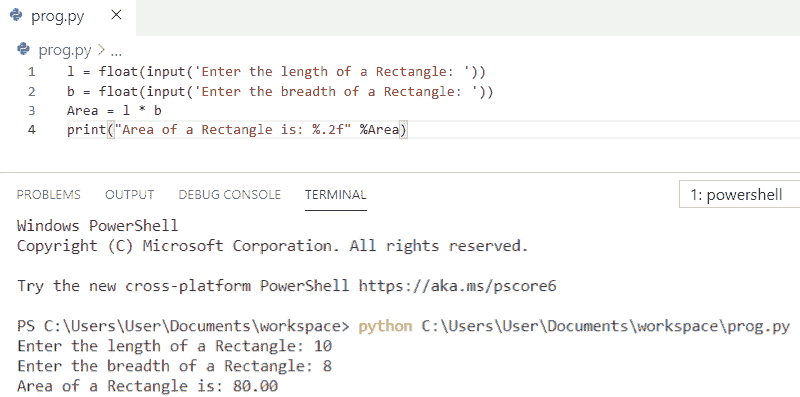 prog.py ×
prog.py > ...
1 l = float(input('Enter the length of a Rectangle: '))
2 b = float(input('Enter the breadth of a Rectangle: '))
3 Area = l * b
4 print("Area of a Rectangle is: %.2f" %Area)
PROBLEMS OUTPUT DEBUG CONSOLE TERMINAL 1: powershell
Windows PowerShell
Copyright (C) Microsoft Corporation. All rights reserved.
Try the new cross-platform PowerShell https://aka.ms/pscore6
PS C:\Users\User\Documents\workspace> python C:\Users\User\Documents\workspace\prog.py
Enter the length of a Rectangle: 10
Enter the breadth of a Rectangle: 8
Area of a Rectangle is: 80.00